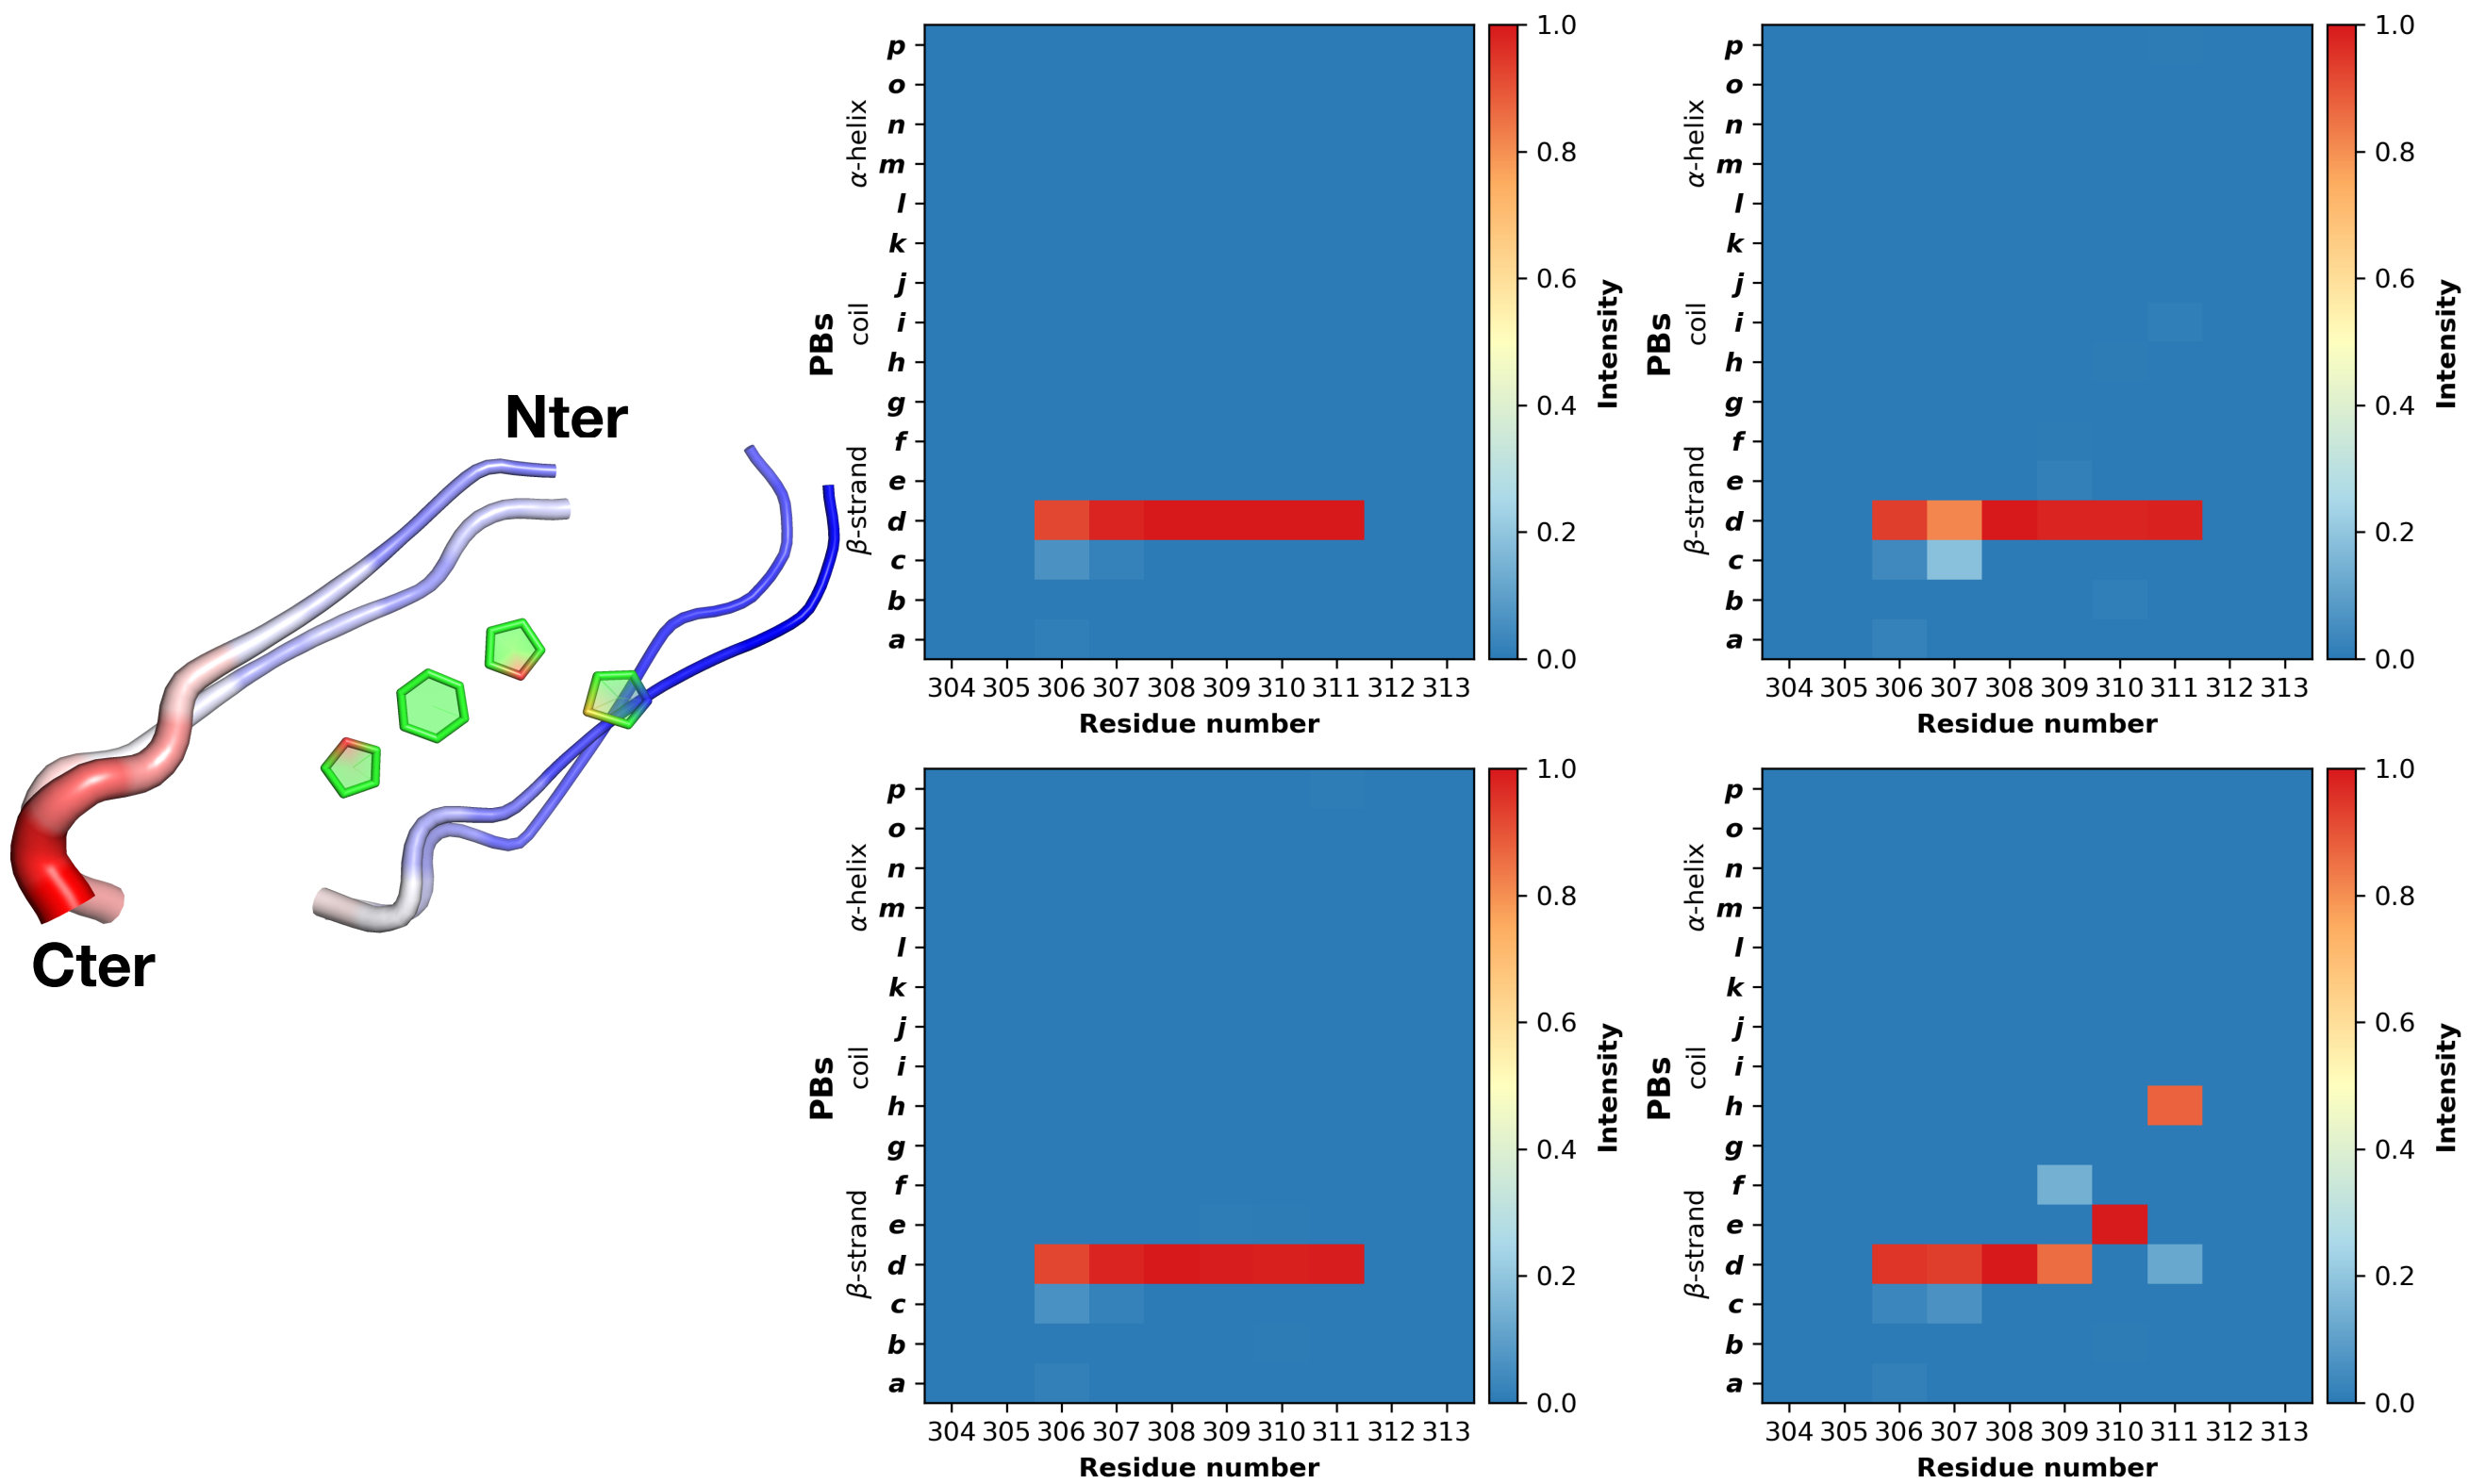 Nter
Cter
PBs
α-helix
coil
β-strand
p
o
n
m
l
k
j
i
h
g
f
e
d
c
b
a
304 305 306 307 308 309 310 311 312 313
Residue number
1.0
0.8
0.6
0.4
0.2
0.0
Intensity
PBs
α-helix
coil
β-strand
p
o
n
m
l
k
j
i
h
g
f
e
d
c
b
a
304 305 306 307 308 309 310 311 312 313
Residue number
1.0
0.8
0.6
0.4
0.2
0.0
Intensity
PBs
α-helix
coil
β-strand
p
o
n
m
l
k
j
i
h
g
f
e
d
c
b
a
304 305 306 307 308 309 310 311 312 313
Residue number
1.0
0.8
0.6
0.4
0.2
0.0
Intensity
PBs
α-helix
coil
β-strand
p
o
n
m
l
k
j
i
h
g
f
e
d
c
b
a
304 305 306 307 308 309 310 311 312 313
Residue number
1.0
0.8
0.6
0.4
0.2
0.0
Intensity